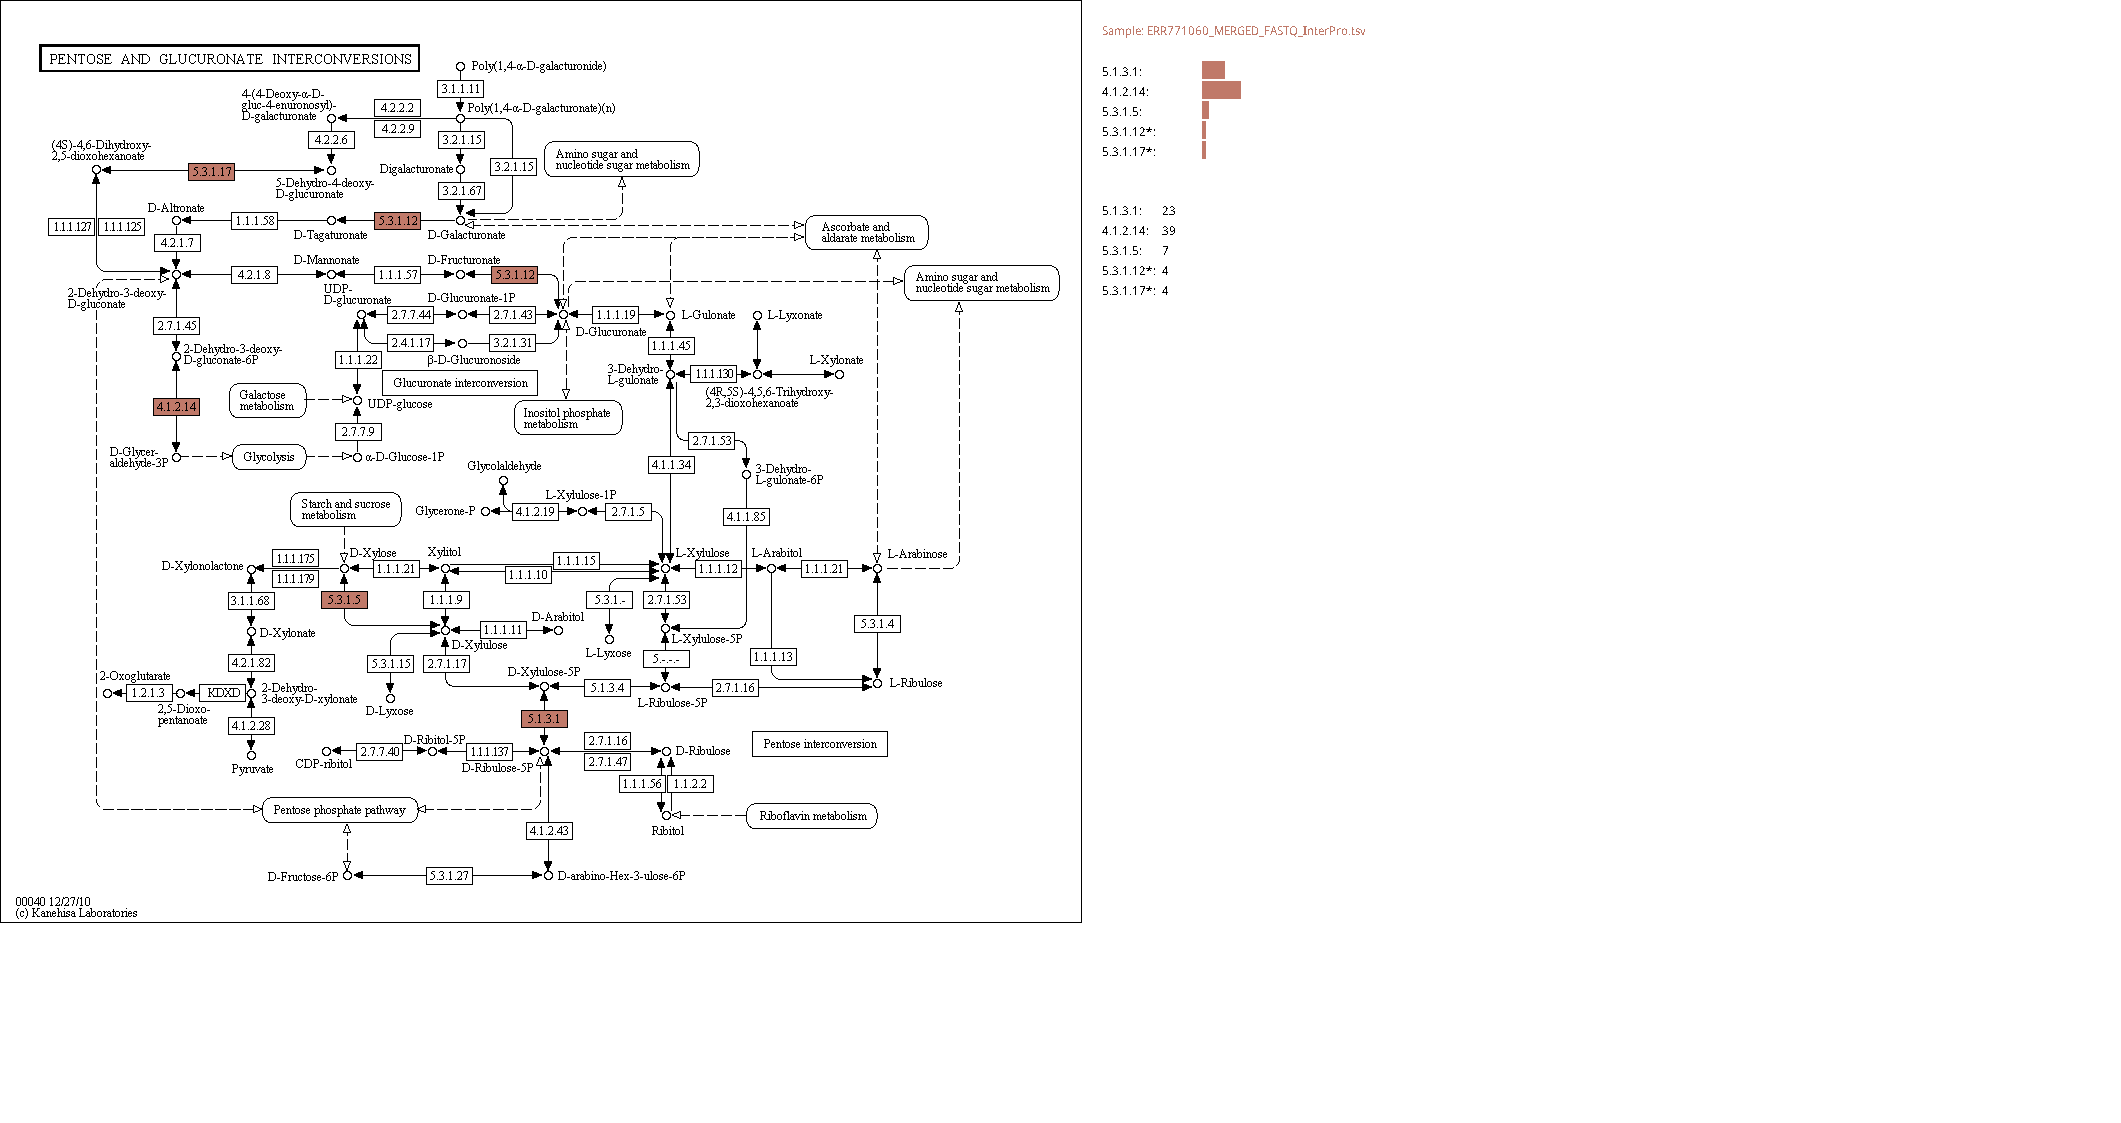 PENTOSE AND GLUCURONATE INTERCONVERSIONS
Poly(1,4-α-D-galacturonide)
3.1.1.11
4-(4-Deoxy-α-D-
gluc-4-enuronosyl)-
D-galacturonate
4.2.2.2
Poly(1,4-α-D-galacturonate)(n)
4.2.2.9
4.2.2.6
3.2.1.15
(4S)-4,6-Dihydroxy-
2,5-dioxohexanoate
Amino sugar and
nucleotide sugar metabolism
3.2.1.15
Digalacturonate
5.3.1.17
5-Dehydro-4-deoxy-
D-glucuronate
3.2.1.67
D-Altronate
1.1.1.58
D-Tagaturonate
5.3.1.12
D-Galacturonate
1.1.1.127
1.1.1.125
Ascorbate and
aldarate metabolism
4.2.1.7
D-Mannonate
D-Fructuronate
4.2.1.8
1.1.1.57
5.3.1.12
Amino sugar and
nucleotide sugar metabolism
2-Dehydro-3-deoxy-
D-gluconate
UDP-
D-glucuronate
D-Glucuronate-1P
2.7.7.44
2.7.1.43
1.1.1.19
L-Gulonate
L-Lyxonate
2.7.1.45
D-Glucuronate
2.4.1.17
3.2.1.31
1.1.1.45
2-Dehydro-3-deoxy-
D-gluconate-6P
1.1.1.22
β-D-Glucuronoside
L-Xylonate
3-Dehydro-
L-gulonate
1.1.1.130
Glucuronate interconversion
(4R,5S)-4,5,6-Trihydroxy-
2,3-dioxohexanoate
Galactose
metabolism
UDP-glucose
4.1.2.14
Inositol phosphate
metabolism
2.7.7.9
2.7.1.53
D-Glycer-
aldehyde-3P
Glycolysis
α-D-Glucose-1P
Glycolaldehyde
4.1.1.34
3-Dehydro-
L-gulonate-6P
L-Xylulose-1P
Starch and sucrose
metabolism
Glycerone-P
4.1.2.19
2.7.1.5
4.1.1.85
1.1.1.175
D-Xylose
Xylitol
1.1.1.15
L-Xylulose
L-Arabitol
L-Arabinose
D-Xylonolactone
1.1.1.21
1.1.1.10
1.1.1.12
1.1.1.21
1.1.1.179
3.1.1.68
5.3.1.5
1.1.1.9
5.3.1.-
2.7.1.53
D-Arabitol
5.3.1.4
D-Xylonate
1.1.1.11
D-Xylulose
L-Xylulose-5P
L-Lyxose
4.2.1.82
5.3.1.15
2.7.1.17
5.-.-.-
1.1.1.13
2-Oxoglutarate
D-Xylulose-5P
1.2.1.3
KDXD
2-Dehydro-
3-deoxy-D-xylonate
5.1.3.4
2.7.1.16
L-Ribulose
2,5-Dioxo-
pentanoate
D-Lyxose
L-Ribulose-5P
4.1.2.28
5.1.3.1
D-Ribitol-5P
2.7.1.16
Pentose interconversion
2.7.7.40
1.1.1.137
D-Ribulose
CDP-ribitol
D-Ribulose-5P
2.7.1.47
Pyruvate
1.1.1.56
1.1.2.2
Pentose phosphate pathway
Riboflavin metabolism
4.1.2.43
Ribitol
D-Fructose-6P
5.3.1.27
D-arabino-Hex-3-ulose-6P
00040 12/27/10
(c) Kanehisa Laboratories
Sample: ERR771060_MERGED_FASTQ_InterPro.tsv
5.1.3.1:
4.1.2.14:
5.3.1.5:
5.3.1.12*:
5.3.1.17*:
5.1.3.1: 23
4.1.2.14: 39
5.3.1.5: 7
5.3.1.12*: 4
5.3.1.17*: 4